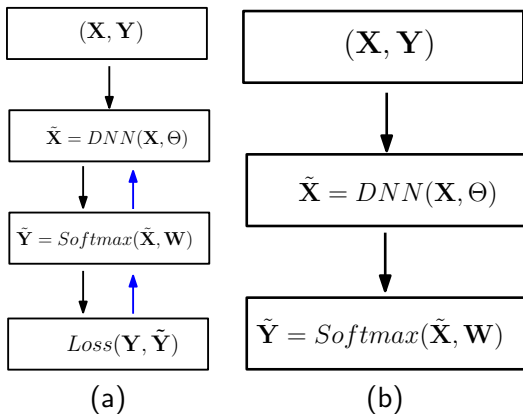 (X, Y)
X̃ = DNN(X, Θ)
Ỹ = Softmax(X̃, W)
Loss(Y, Ỹ)
(a)
(X, Y)
X̃ = DNN(X, Θ)
Ỹ = Softmax(X̃, W)
(b)